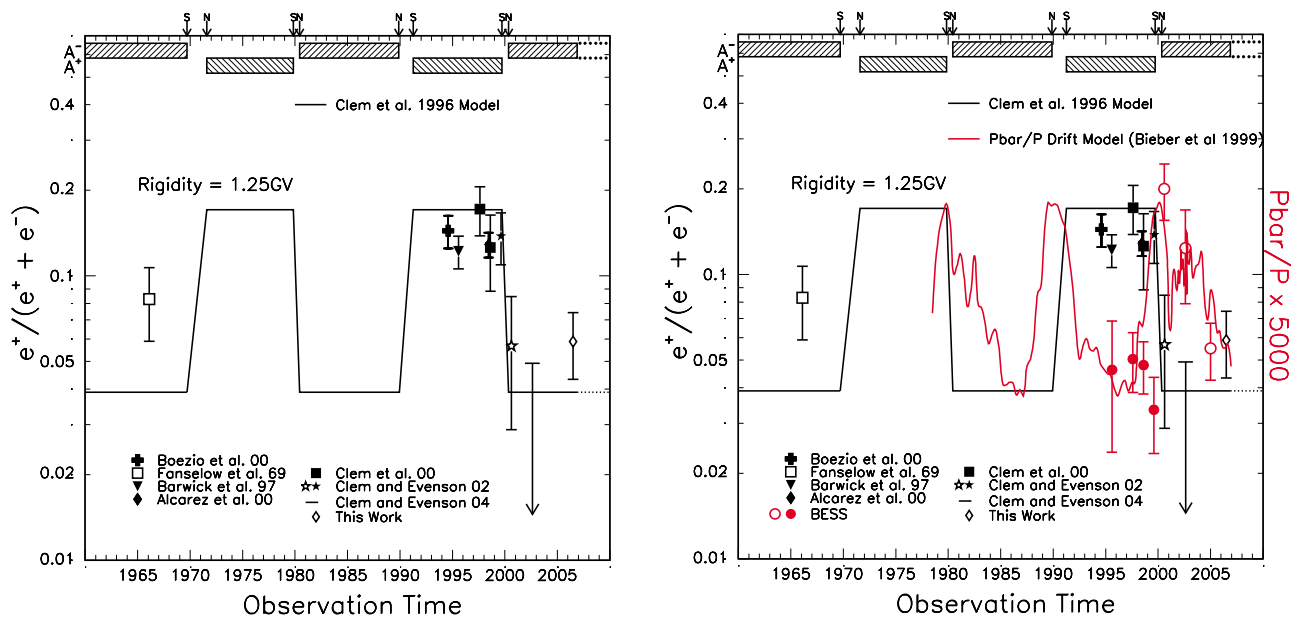 S N S N N S S N
A-
A+
0.4
Clem et al. 1996 Model
0.2
Rigidity = 1.25GV
0.1
e+/(e+ + e-)
0.05
0.02
0.01
Boezio et al. 00
Fanselow et al. 69
Barwick et al. 97
Alcarez et al. 00
Clem et al. 00
Clem and Evenson 02
Clem and Evenson 04
This Work
1965 1970 1975 1980 1985 1990 1995 2000 2005
Observation Time
S N S N N S S N
A-
A+
0.4
Clem et al. 1996 Model
Pbar/P Drift Model (Bieber et al 1999)
0.2
Rigidity = 1.25GV
0.1
e+/(e+ + e-)
0.05
0.02
0.01
Pbar/P x 5000
Boezio et al. 00
Fanselow et al. 69
Barwick et al. 97
Alcarez et al. 00
BESS
Clem et al. 00
Clem and Evenson 02
Clem and Evenson 04
This Work
1965 1970 1975 1980 1985 1990 1995 2000 2005
Observation Time